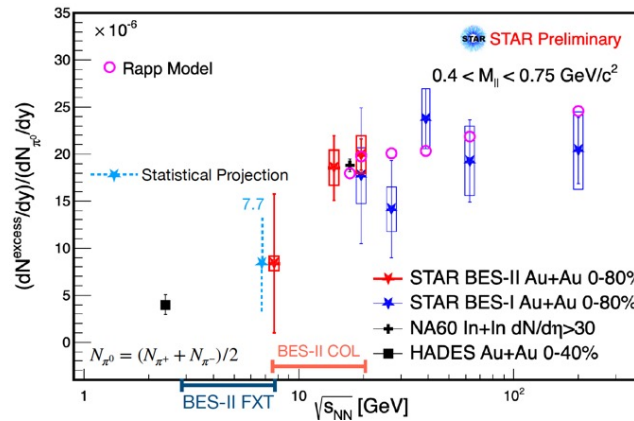 35
× 10⁻⁶
STAR
STAR Preliminary
Rapp Model
0.4 < M_ll < 0.75 GeV/c²
30
25
20
Statistical Projection
7.7
15
10
5
0
(dN^excess/dy)/(dN_π⁰/dy)
STAR BES-II Au+Au 0-80%
STAR BES-I Au+Au 0-80%
NA60 In+In dN/dη>30
HADES Au+Au 0-40%
N_π⁰ = (N_π⁺ + N_π⁻)/2
BES-II COL
1
10
10²
BES-II FXT
√s_NN [GeV]